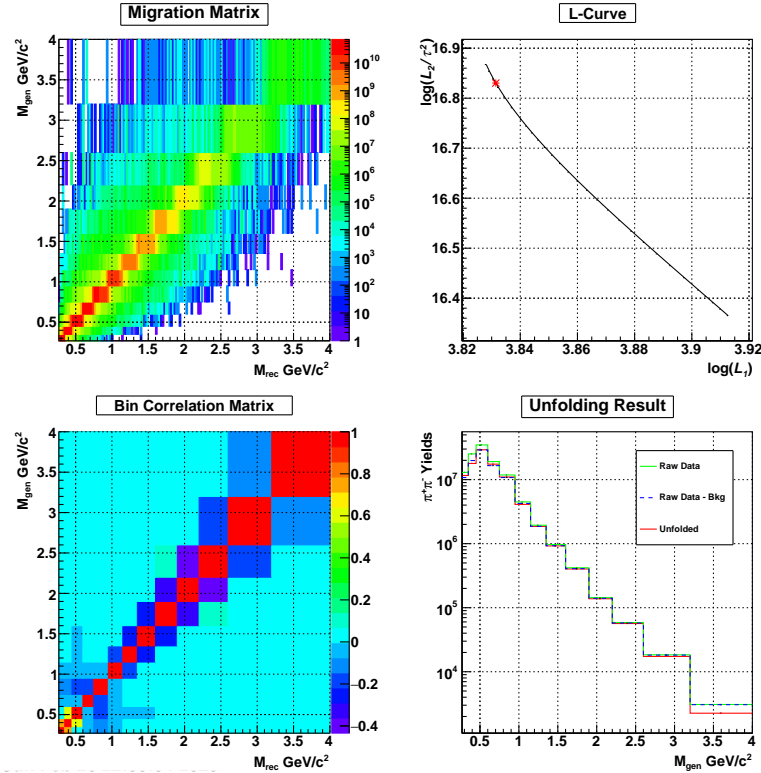 Migration Matrix
M_gen GeV/c²
4
3.5
3
2.5
2
1.5
1
0.5
0.5 1 1.5 2 2.5 3 3.5 4
M_rec GeV/c²
10¹⁰
10⁹
10⁸
10⁷
10⁶
10⁵
10⁴
10³
10²
10
1
L-Curve
log(L₂/τ²)
16.9
16.8
16.7
16.6
16.5
16.4
3.82 3.84 3.86 3.88 3.9 3.92
log(L₁)
Bin Correlation Matrix
M_gen GeV/c²
4
3.5
3
2.5
2
1.5
1
0.5
0.5 1 1.5 2 2.5 3 3.5 4
M_rec GeV/c²
1
0.8
0.6
0.4
0.2
0
−0.2
−0.4
Unfolding Result
π⁺π⁻ Yields
10⁷
10⁶
10⁵
10⁴
Raw Data
Raw Data - Bkg
Unfolded
0.5 1 1.5 2 2.5 3 3.5 4
M_gen GeV/c²